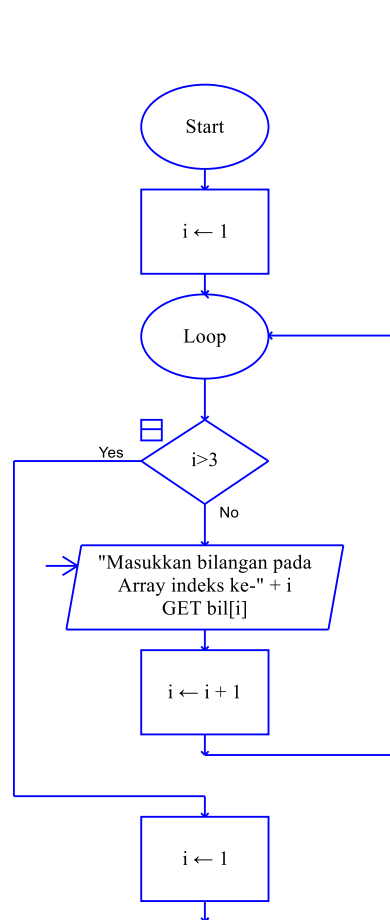 Start
i ← 1
Loop
i>3
Yes
No
"Masukkan bilangan pada
Array indeks ke-" + i
GET bil[i]
i ← i + 1
i ← 1